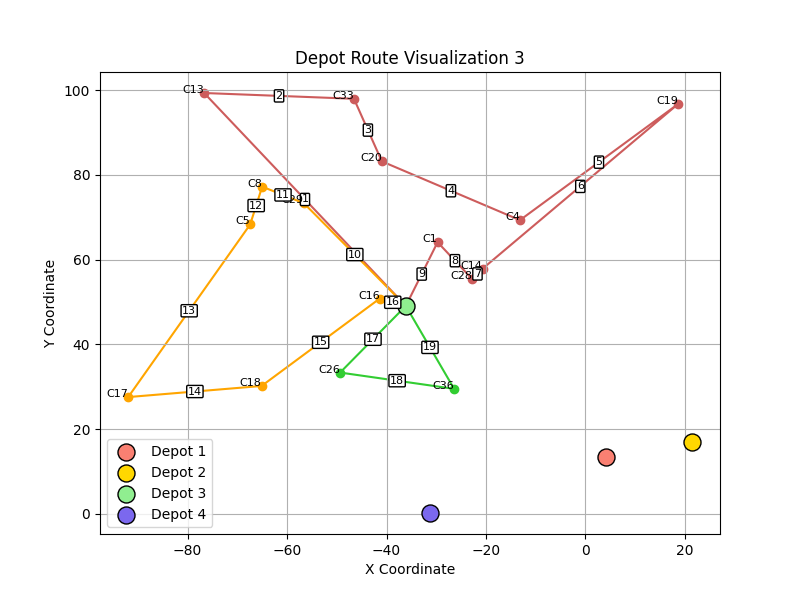 Depot Route Visualization 3
Y Coordinate
100
80
60
40
20
0
C13
2
C33
C19
3
C20
5
4
6
C8
11
C29
1
12
C5
C4
C1
10
8
C14
9
7
C28
C16
16
13
17
15
19
C26
18
C36
C18
C17
14
Depot 1
Depot 2
Depot 3
Depot 4
−80
−60
−40
−20
0
20
X Coordinate